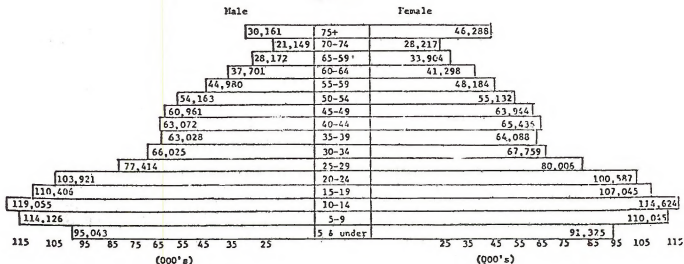 Male Female
30,161 75+ 46,288
21,149 70-74 28,217
28,172 65-59 33,904
37,701 60-64 41,298
44,980 55-59 48,184
54,163 50-54 55,132
60,961 45-49 63,944
63,072 40-44 65,435
63,028 35-39 64,088
66,025 30-34 67,759
77,414 25-29 80,006
103,921 20-24 100,587
110,406 15-19 107,045
119,055 10-14 114,624
114,126 5-9 110,045
95,043 5 & under 91,375
115 105 95 85 75 65 55 45 35 25 25 35 45 55 65 75 85 95 105 115
(000's) (000's)